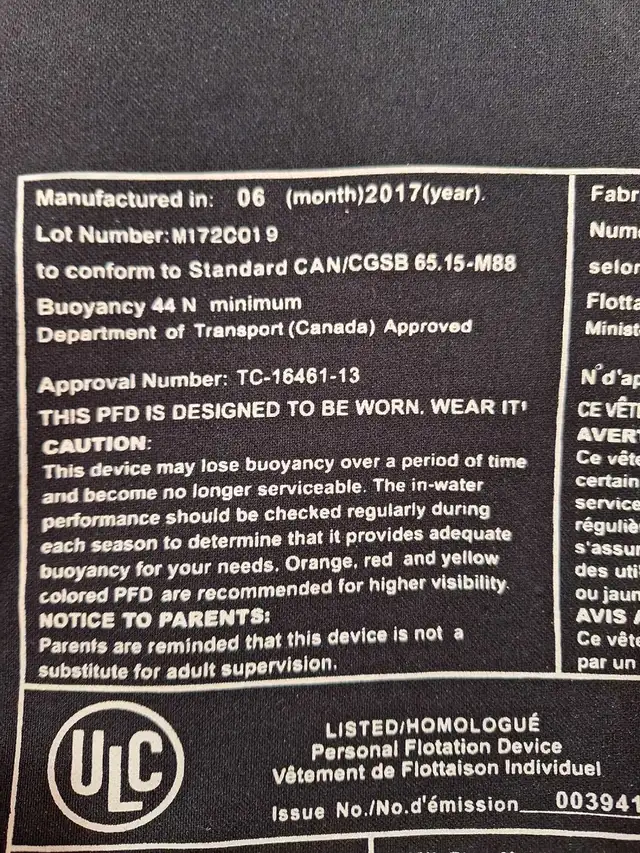 Manufactured in: 06 (month)2017(year).
Lot Number:M172C019
to conform to Standard CAN/CGSB 65.15-M88
Buoyancy 44 N minimum
Department of Transport (Canada) Approved
Approval Number: TC-16461-13
THIS PFD IS DESIGNED TO BE WORN. WEAR IT!
CAUTION:
This device may lose buoyancy over a period of time
and become no longer serviceable. The in-water
performance should be checked regularly during
each season to determine that it provides adequate
buoyancy for your needs. Orange, red and yellow
colored PFD are recommended for higher visibility.
NOTICE TO PARENTS:
Parents are reminded that this device is not a
substitute for adult supervision.
Fabr
Num
selor
Flotta
Minist
N°d'ap
CE VÊT
AVER
Ce vête
certain
service
réguliè
s'assu
des uti
ou jaun
AVIS A
Ce vête
par un
ULC
LISTED/HOMOLOGUÉ
Personal Flotation Device
Vêtement de Flottaison Individuel
Issue No./No.d'émission 003941